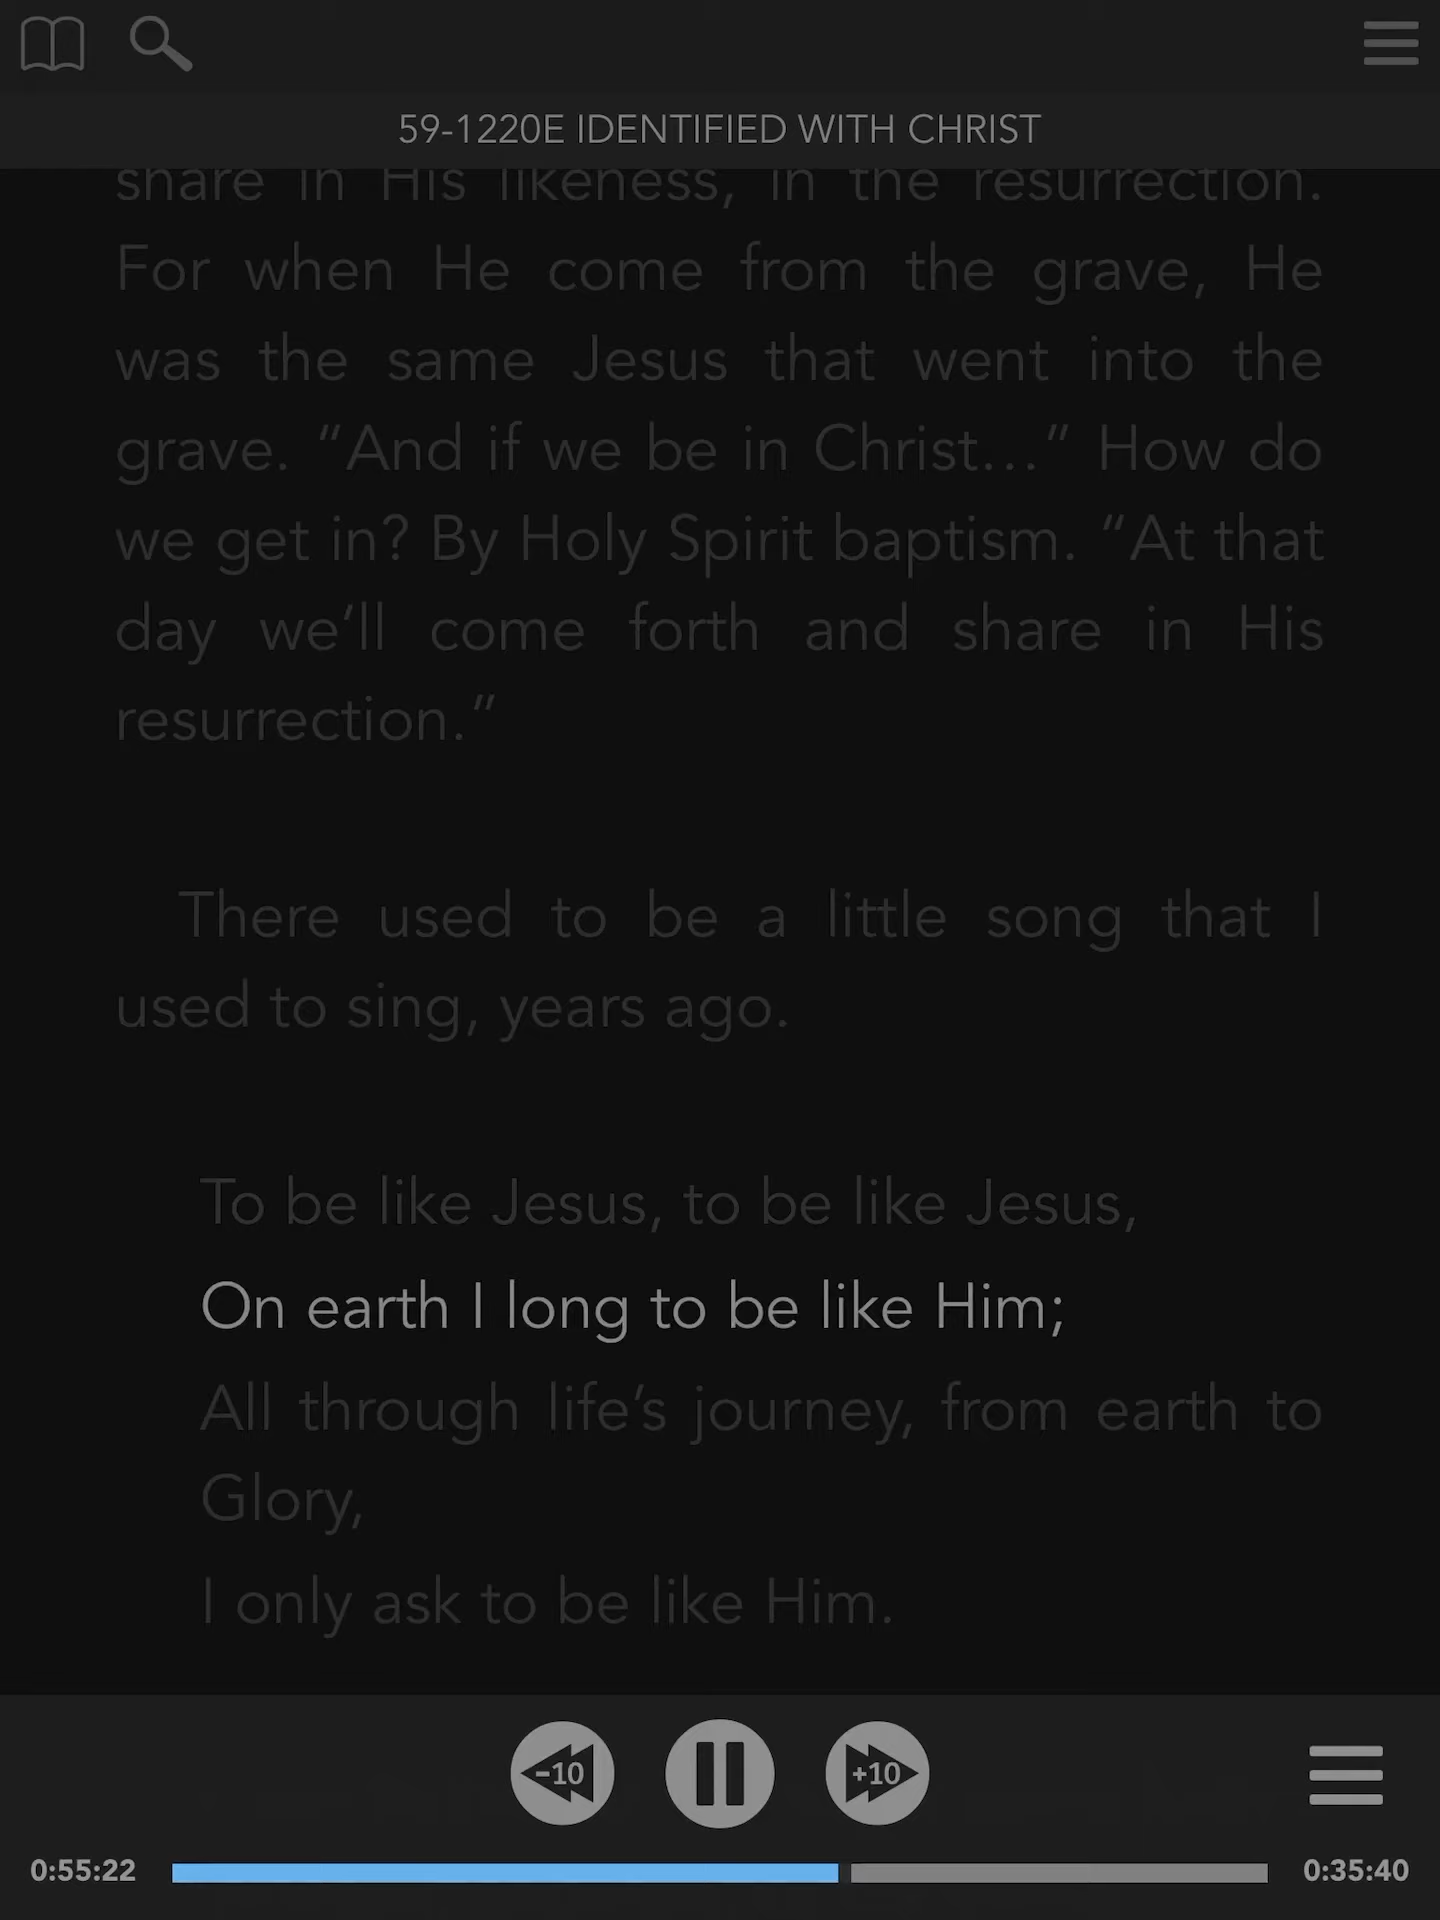 59-1220E IDENTIFIED WITH CHRIST
share in His likeness, in the resurrection.
For when He come from the grave, He
was the same Jesus that went into the
grave. “And if we be in Christ…” How do
we get in? By Holy Spirit baptism. “At that
day we’ll come forth and share in His
resurrection.”
There used to be a little song that I
used to sing, years ago.
To be like Jesus, to be like Jesus,
On earth I long to be like Him;
All through life’s journey, from earth to
Glory,
I only ask to be like Him.
-10 +10
0:55:22 0:35:40